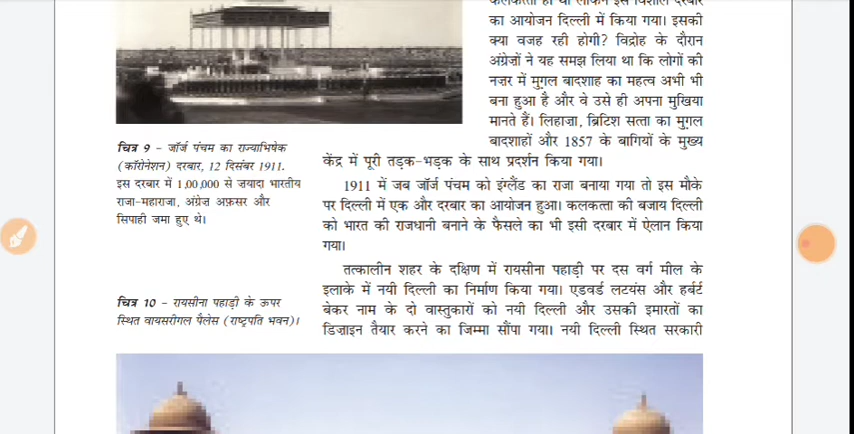 का आयोजन दिल्ली में किया गया। इसकी
क्या वजह रही होगी? विद्रोह के दौरान
अंग्रेज़ों ने यह समझ लिया था कि लोगों की
नज़र में मुग़ल बादशाह का महत्व अभी भी
बना हुआ है और वे उसे ही अपना मुखिया
मानते हैं। लिहाज़ा, ब्रिटिश सत्ता का मुग़ल
बादशाहों और 1857 के बागियों के मुख्य
केंद्र में पूरी तड़क-भड़क के साथ प्रदर्शन किया गया।
चित्र 9 - जॉर्ज पंचम का राज्याभिषेक
(कॉरोनेशन) दरबार, 12 दिसंबर 1911.
इस दरबार में 1,00,000 से ज़यादा भारतीय
राजा-महाराजा, अंग्रेज़ अफ़सर और
सिपाही जमा हुए थे।
1911 में जब जॉर्ज पंचम को इंग्लैंड का राजा बनाया गया तो इस मौके
पर दिल्ली में एक और दरबार का आयोजन हुआ। कलकत्ता की बजाय दिल्ली
को भारत की राजधानी बनाने के फ़ैसले का भी इसी दरबार में ऐलान किया
गया।
तत्कालीन शहर के दक्षिण में रायसीना पहाड़ी पर दस वर्ग मील के
इलाके में नयी दिल्ली का निर्माण किया गया। एडवर्ड लटयंस और हर्बर्ट
बेकर नाम के दो वास्तुकारों को नयी दिल्ली और उसकी इमारतों का
डिज़ाइन तैयार करने का जिम्मा सौंपा गया। नयी दिल्ली स्थित सरकारी
चित्र 10 - रायसीना पहाड़ी के ऊपर
स्थित वायसरीगल पैलेस (राष्ट्रपति भवन)।